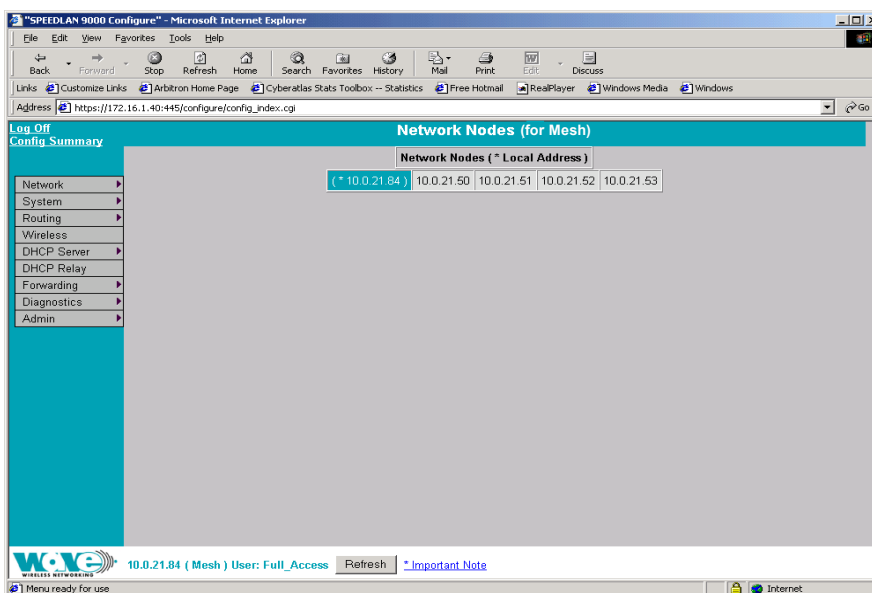 "SPEEDLAN 9000 Configure" - Microsoft Internet Explorer
File Edit View Favorites Tools Help
Back Forward Stop Refresh Home Search Favorites History Mail Print Edit Discuss
Links Customize Links Arbitron Home Page Cyberatlas Stats Toolbox -- Statistics Free Hotmail RealPlayer Windows Media Windows
Address https://172.16.1.40:445/configure/config_index.cgi Go
Log Off
Config Summary
Network Nodes (for Mesh)
Network Nodes ( * Local Address )
( * 10.0.21.84 ) 10.0.21.50 10.0.21.51 10.0.21.52 10.0.21.53
Network
System
Routing
Wireless
DHCP Server
DHCP Relay
Forwarding
Diagnostics
Admin
WAVE
WIRELESS NETWORKING
10.0.21.84 ( Mesh ) User: Full_Access Refresh * Important Note
Menu ready for use Internet